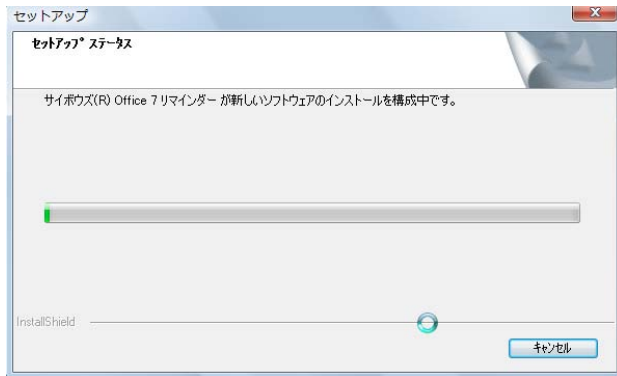 セットアップ
セットアップ ステータス
サイボウズ(R) Office 7 リマインダー が新しいソフトウェアのインストールを構成中です。
InstallShield
キャンセル